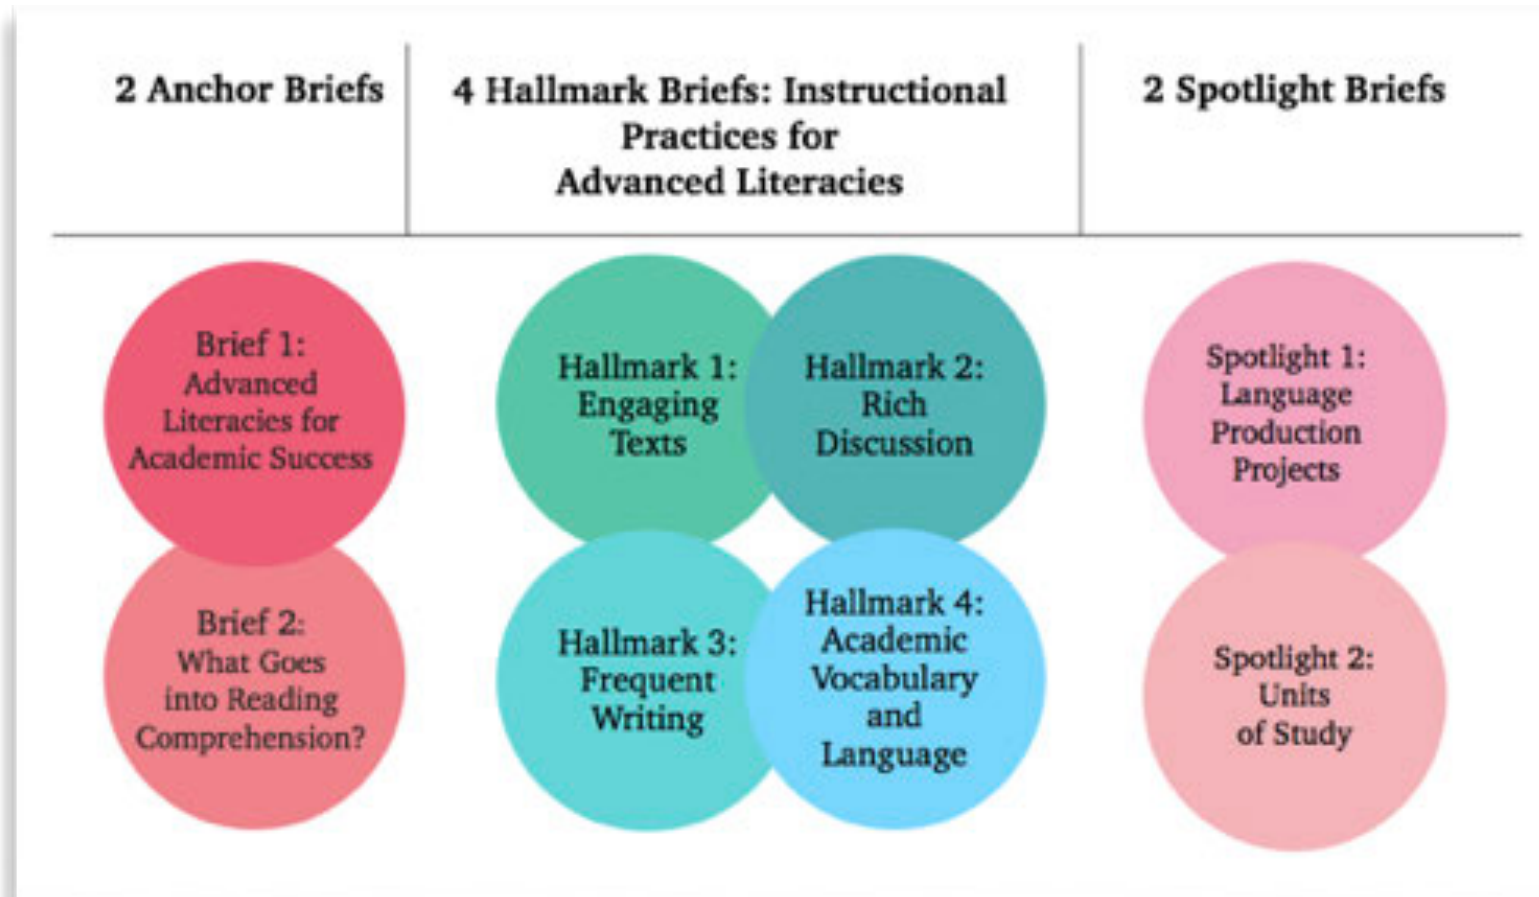 2 Anchor Briefs
4 Hallmark Briefs: Instructional
Practices for
Advanced Literacies
2 Spotlight Briefs
Brief 1:
Advanced
Literacies for
Academic Success
Brief 2:
What Goes
into Reading
Comprehension?
Hallmark 1:
Engaging
Texts
Hallmark 2:
Rich
Discussion
Hallmark 3:
Frequent
Writing
Hallmark 4:
Academic
Vocabulary
and
Language
Spotlight 1:
Language
Production
Projects
Spotlight 2:
Units
of Study